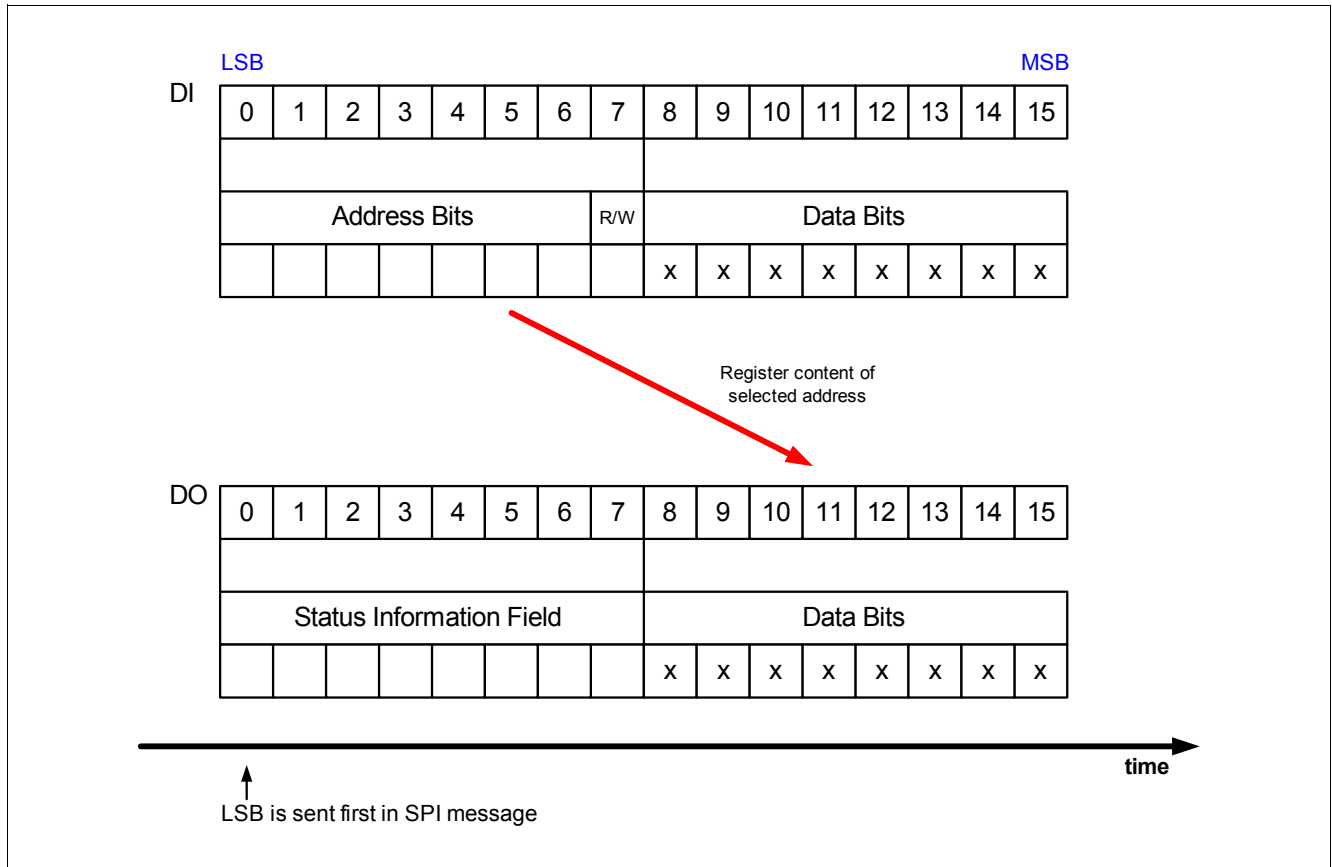 LSB MSB
DI
0 1 2 3 4 5 6 7 8 9 10 11 12 13 14 15
Address Bits R/W Data Bits
x x x x x x x x
Register content of
selected address
DO
0 1 2 3 4 5 6 7 8 9 10 11 12 13 14 15
Status Information Field Data Bits
x x x x x x x x
time
LSB is sent first in SPI message